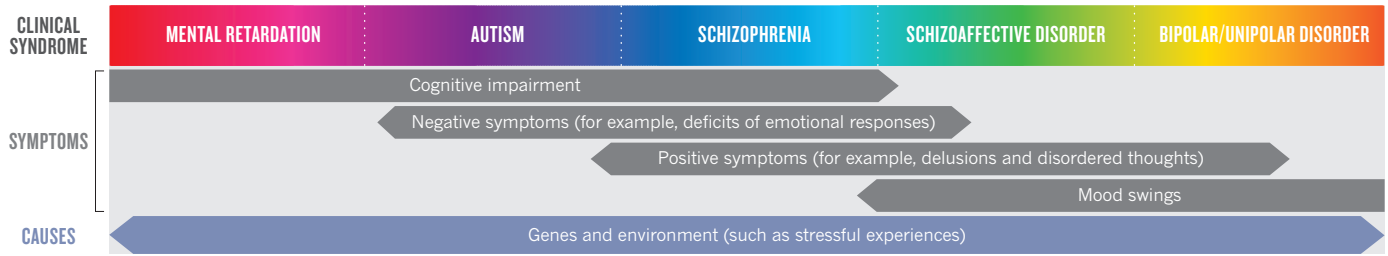 CLINICAL
SYNDROME
MENTAL RETARDATION
AUTISM
SCHIZOPHRENIA
SCHIZOAFFECTIVE DISORDER
BIPOLAR/UNIPOLAR DISORDER
SYMPTOMS
Cognitive impairment
Negative symptoms (for example, deficits of emotional responses)
Positive symptoms (for example, delusions and disordered thoughts)
Mood swings
CAUSES
Genes and environment (such as stressful experiences)